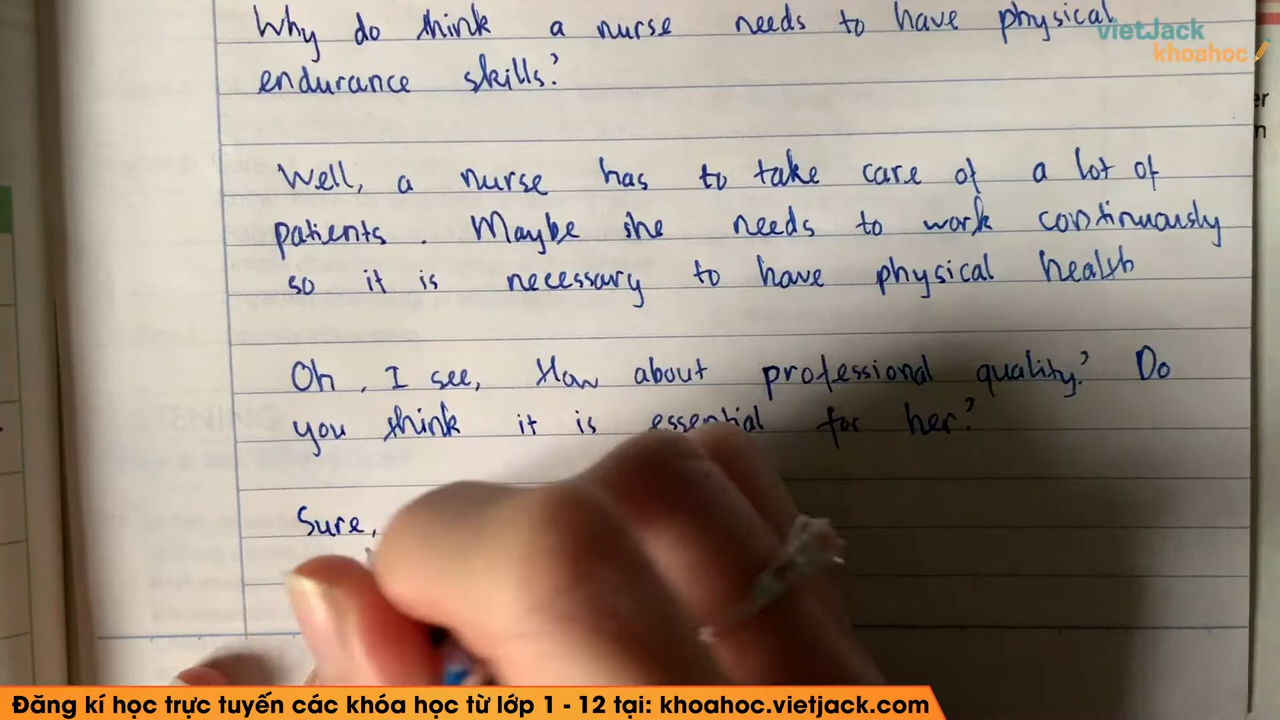 Why do think a nurse needs to have physical
vietJack
khoahoc
endurance skills?
er
n
Well, a nurse has to take care of a lot of
patients. Maybe she needs to work continuously
so it is necessary to have physical health
Oh, I see, How about professional quality? Do
you think it is essential for her?
Sure,
Đăng kí học trực tuyến các khóa học từ lớp 1 - 12 tại: khoahoc.vietjack.com